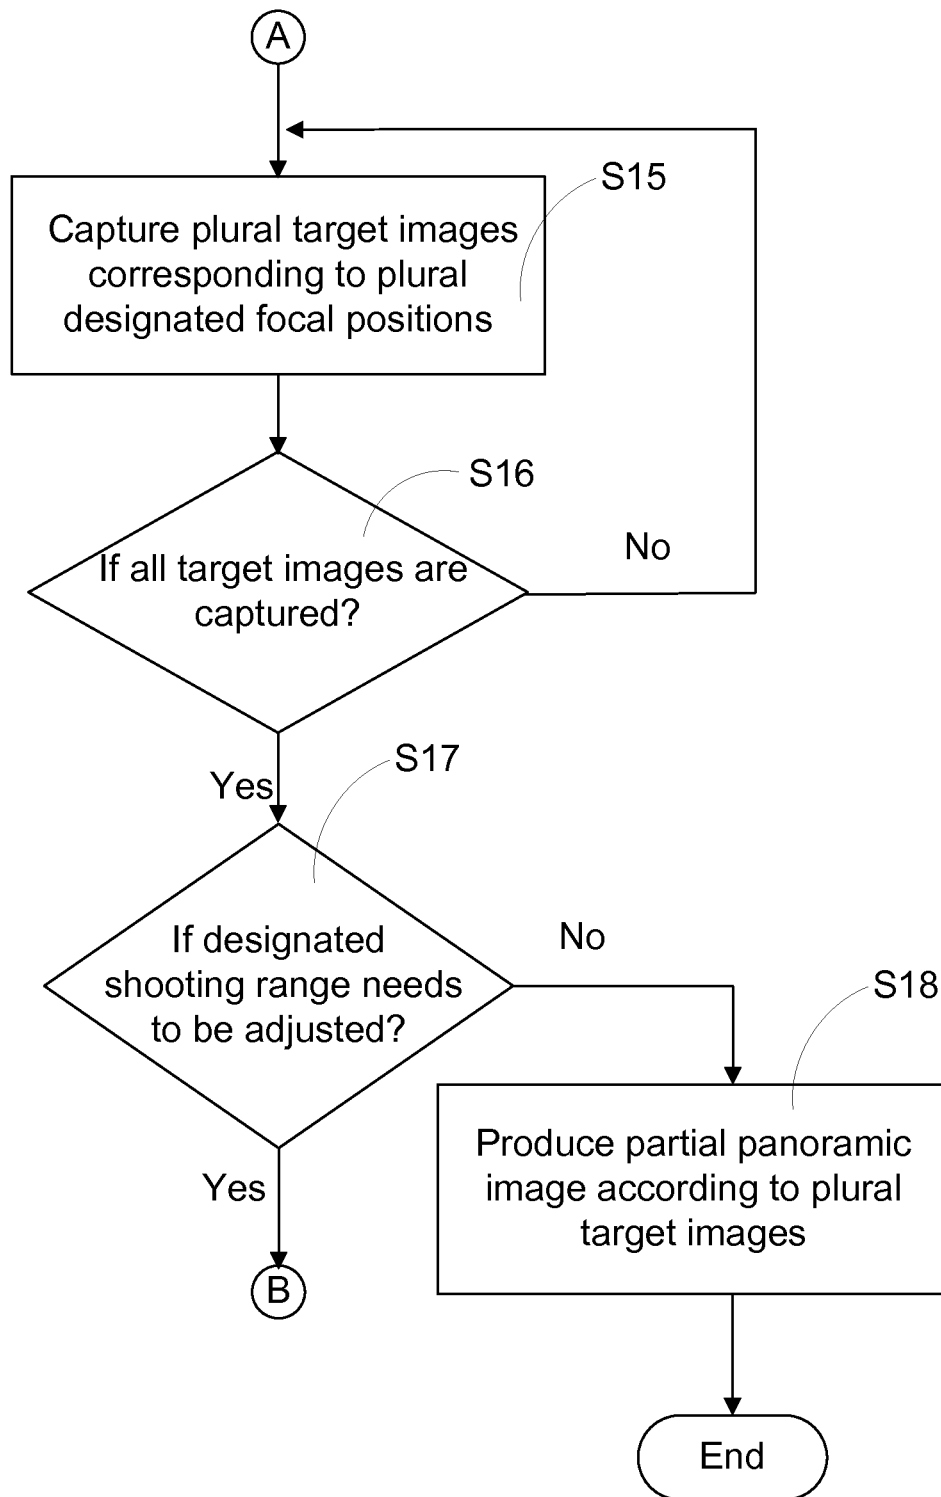 A
S15
Capture plural target images
corresponding to plural
designated focal positions
S16
No
If all target images are
captured?
S17
Yes
If designated
shooting range needs
to be adjusted?
No
S18
Produce partial panoramic
image according to plural
target images
Yes
B
End